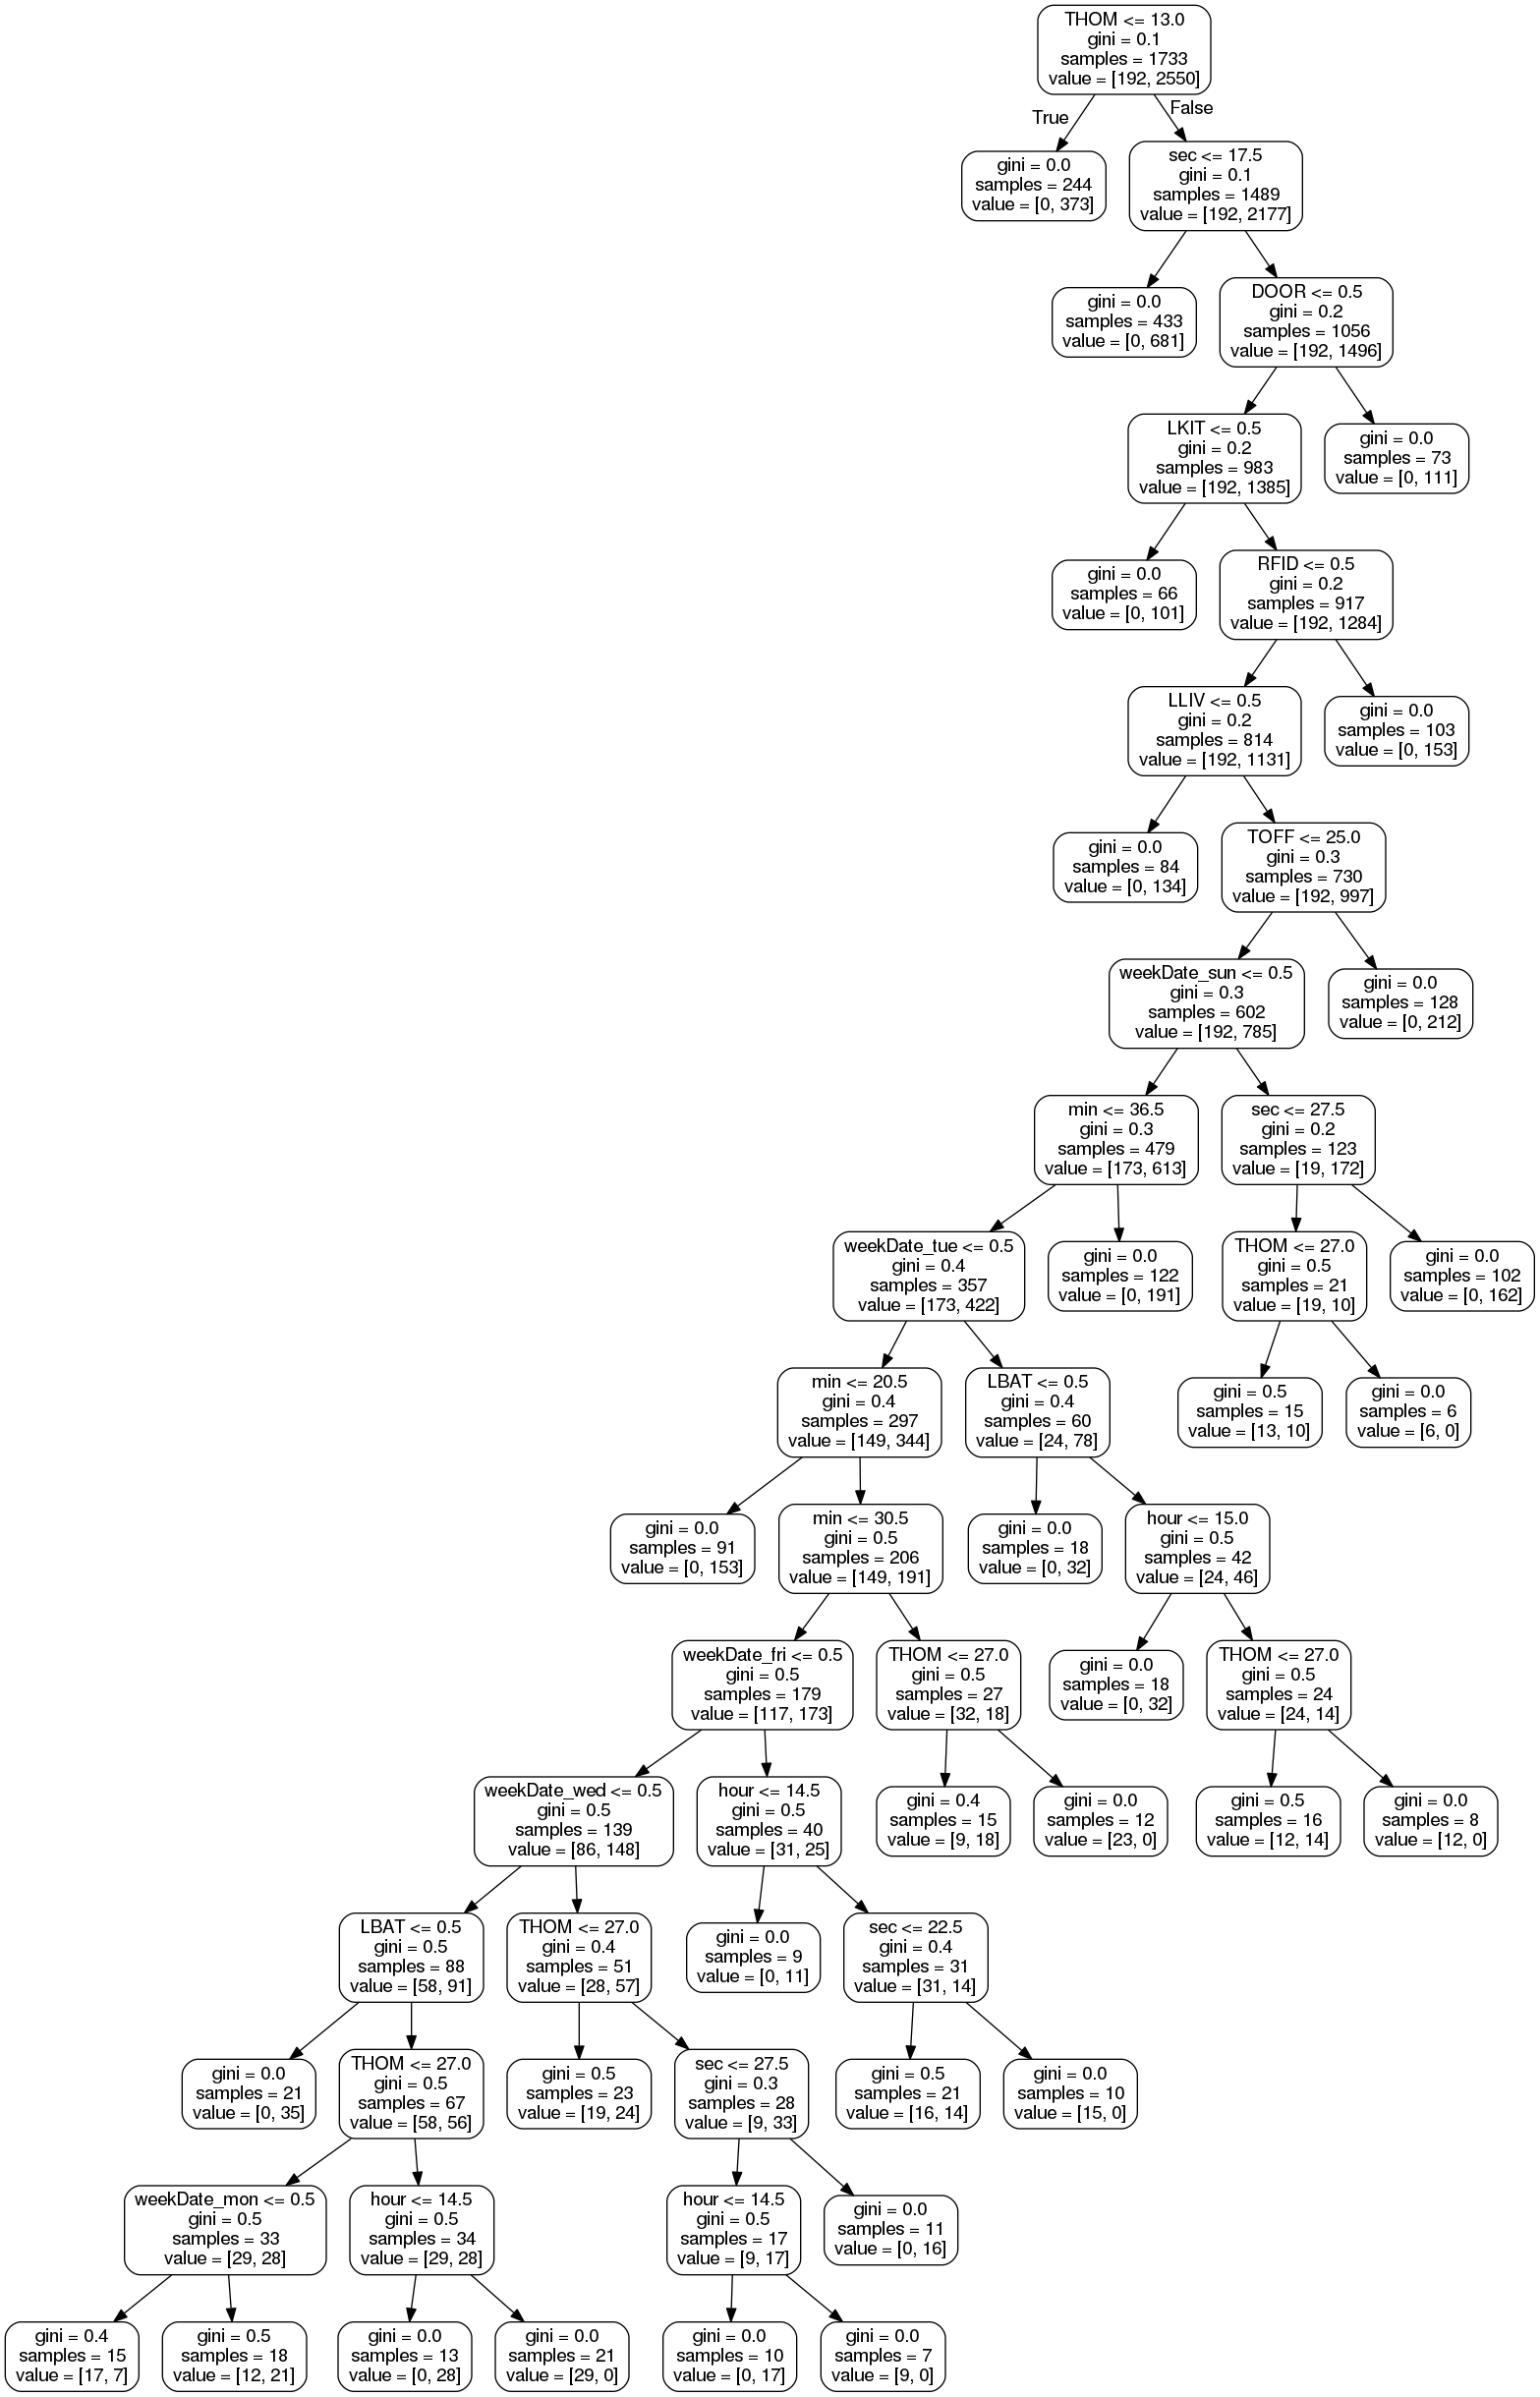 THOM <= 13.0
gini = 0.1
samples = 1733
value = [192, 2550]
True
False
gini = 0.0
samples = 244
value = [0, 373]
sec <= 17.5
gini = 0.1
samples = 1489
value = [192, 2177]
gini = 0.0
samples = 433
value = [0, 681]
DOOR <= 0.5
gini = 0.2
samples = 1056
value = [192, 1496]
LKIT <= 0.5
gini = 0.2
samples = 983
value = [192, 1385]
gini = 0.0
samples = 73
value = [0, 111]
gini = 0.0
samples = 66
value = [0, 101]
RFID <= 0.5
gini = 0.2
samples = 917
value = [192, 1284]
LLIV <= 0.5
gini = 0.2
samples = 814
value = [192, 1131]
gini = 0.0
samples = 103
value = [0, 153]
gini = 0.0
samples = 84
value = [0, 134]
TOFF <= 25.0
gini = 0.3
samples = 730
value = [192, 997]
weekDate_sun <= 0.5
gini = 0.3
samples = 602
value = [192, 785]
gini = 0.0
samples = 128
value = [0, 212]
min <= 36.5
gini = 0.3
samples = 479
value = [173, 613]
sec <= 27.5
gini = 0.2
samples = 123
value = [19, 172]
weekDate_tue <= 0.5
gini = 0.4
samples = 357
value = [173, 422]
gini = 0.0
samples = 122
value = [0, 191]
THOM <= 27.0
gini = 0.5
samples = 21
value = [19, 10]
gini = 0.0
samples = 102
value = [0, 162]
min <= 20.5
gini = 0.4
samples = 297
value = [149, 344]
LBAT <= 0.5
gini = 0.4
samples = 60
value = [24, 78]
gini = 0.5
samples = 15
value = [13, 10]
gini = 0.0
samples = 6
value = [6, 0]
gini = 0.0
samples = 91
value = [0, 153]
min <= 30.5
gini = 0.5
samples = 206
value = [149, 191]
gini = 0.0
samples = 18
value = [0, 32]
hour <= 15.0
gini = 0.5
samples = 42
value = [24, 46]
weekDate_fri <= 0.5
gini = 0.5
samples = 179
value = [117, 173]
THOM <= 27.0
gini = 0.5
samples = 27
value = [32, 18]
gini = 0.0
samples = 18
value = [0, 32]
THOM <= 27.0
gini = 0.5
samples = 24
value = [24, 14]
weekDate_wed <= 0.5
gini = 0.5
samples = 139
value = [86, 148]
hour <= 14.5
gini = 0.5
samples = 40
value = [31, 25]
gini = 0.4
samples = 15
value = [9, 18]
gini = 0.0
samples = 12
value = [23, 0]
gini = 0.5
samples = 16
value = [12, 14]
gini = 0.0
samples = 8
value = [12, 0]
LBAT <= 0.5
gini = 0.5
samples = 88
value = [58, 91]
THOM <= 27.0
gini = 0.4
samples = 51
value = [28, 57]
gini = 0.0
samples = 9
value = [0, 11]
sec <= 22.5
gini = 0.4
samples = 31
value = [31, 14]
gini = 0.0
samples = 21
value = [0, 35]
THOM <= 27.0
gini = 0.5
samples = 67
value = [58, 56]
gini = 0.5
samples = 23
value = [19, 24]
sec <= 27.5
gini = 0.3
samples = 28
value = [9, 33]
gini = 0.5
samples = 21
value = [16, 14]
gini = 0.0
samples = 10
value = [15, 0]
weekDate_mon <= 0.5
gini = 0.5
samples = 33
value = [29, 28]
hour <= 14.5
gini = 0.5
samples = 34
value = [29, 28]
hour <= 14.5
gini = 0.5
samples = 17
value = [9, 17]
gini = 0.0
samples = 11
value = [0, 16]
gini = 0.4
samples = 15
value = [17, 7]
gini = 0.5
samples = 18
value = [12, 21]
gini = 0.0
samples = 13
value = [0, 28]
gini = 0.0
samples = 21
value = [29, 0]
gini = 0.0
samples = 10
value = [0, 17]
gini = 0.0
samples = 7
value = [9, 0]